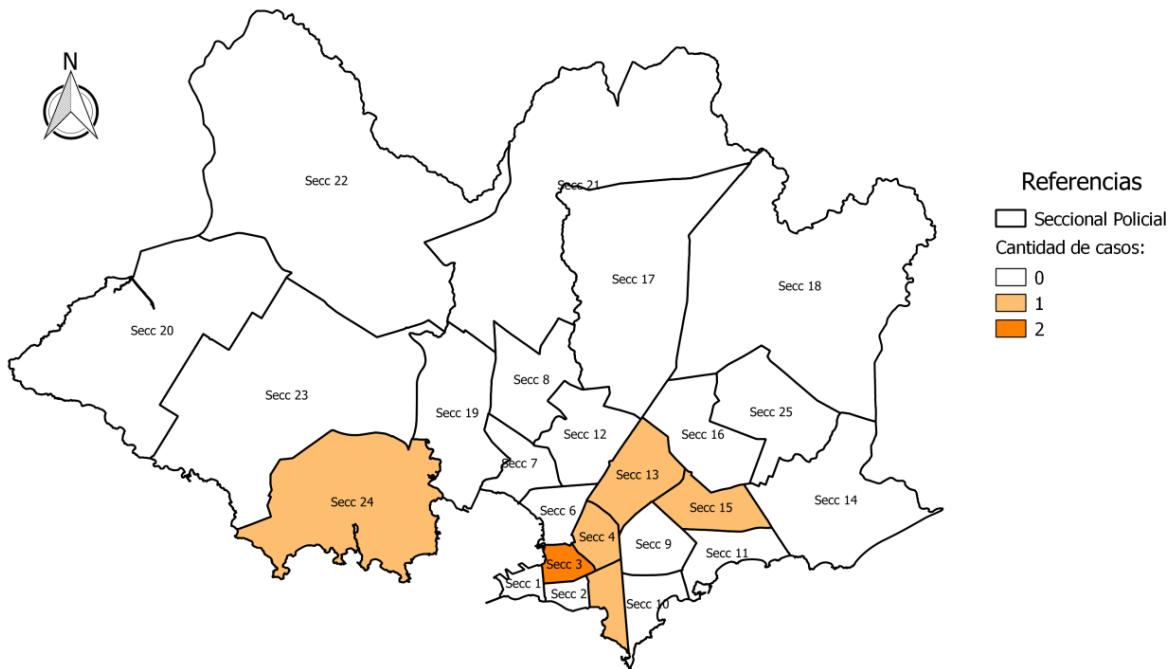 N
Secc 22
Secc 21
Secc 17
Secc 18
Secc 20
Secc 23
Secc 8
Secc 19
Secc 12
Secc 25
Secc 16
Secc 7
Secc 13
Secc 24
Secc 14
Secc 15
Secc 6
Secc 4
Secc 9
Secc 11
Secc 3
Secc 1
Secc 2
Secc 10
Referencias
Seccional Policial
Cantidad de casos:
0
1
2